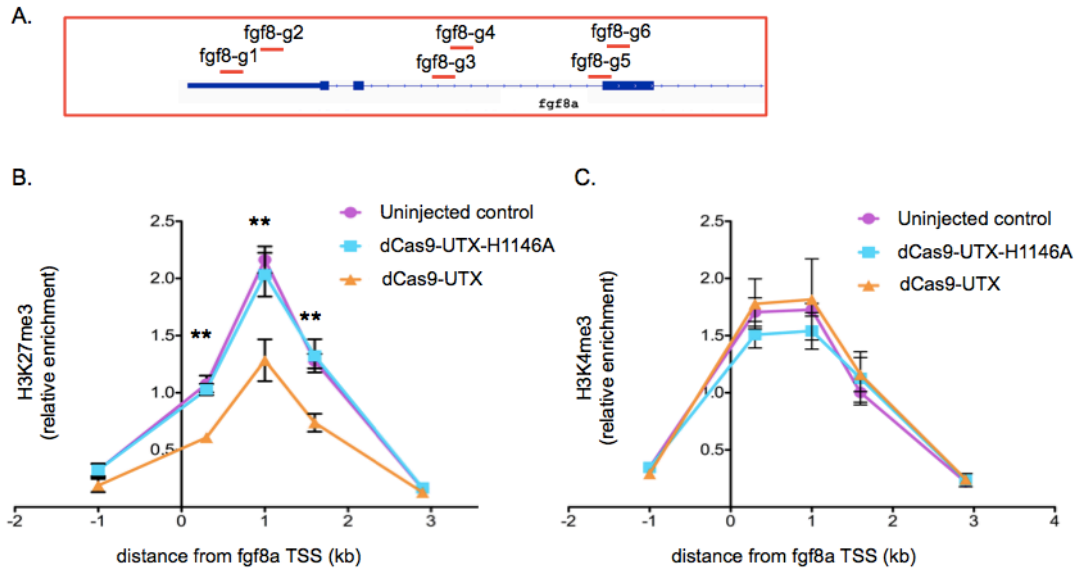 A.
fgf8-g2 fgf8-g4 fgf8-g6
fgf8-g1 fgf8-g3 fgf8-g5
fgf8a
B.
Uninjected control
dCas9-UTX-H1146A
dCas9-UTX
H3K27me3
(relative enrichment)
2.5
2.0
1.5
1.0
0.5
** ** **
-2 -1 0 1 2 3
distance from fgf8a TSS (kb)
C.
Uninjected control
dCas9-UTX-H1146A
dCas9-UTX
H3K4me3
(relative enrichment)
2.5
2.0
1.5
1.0
0.5
-2 -1 0 1 2 3 4
distance from fgf8a TSS (kb)